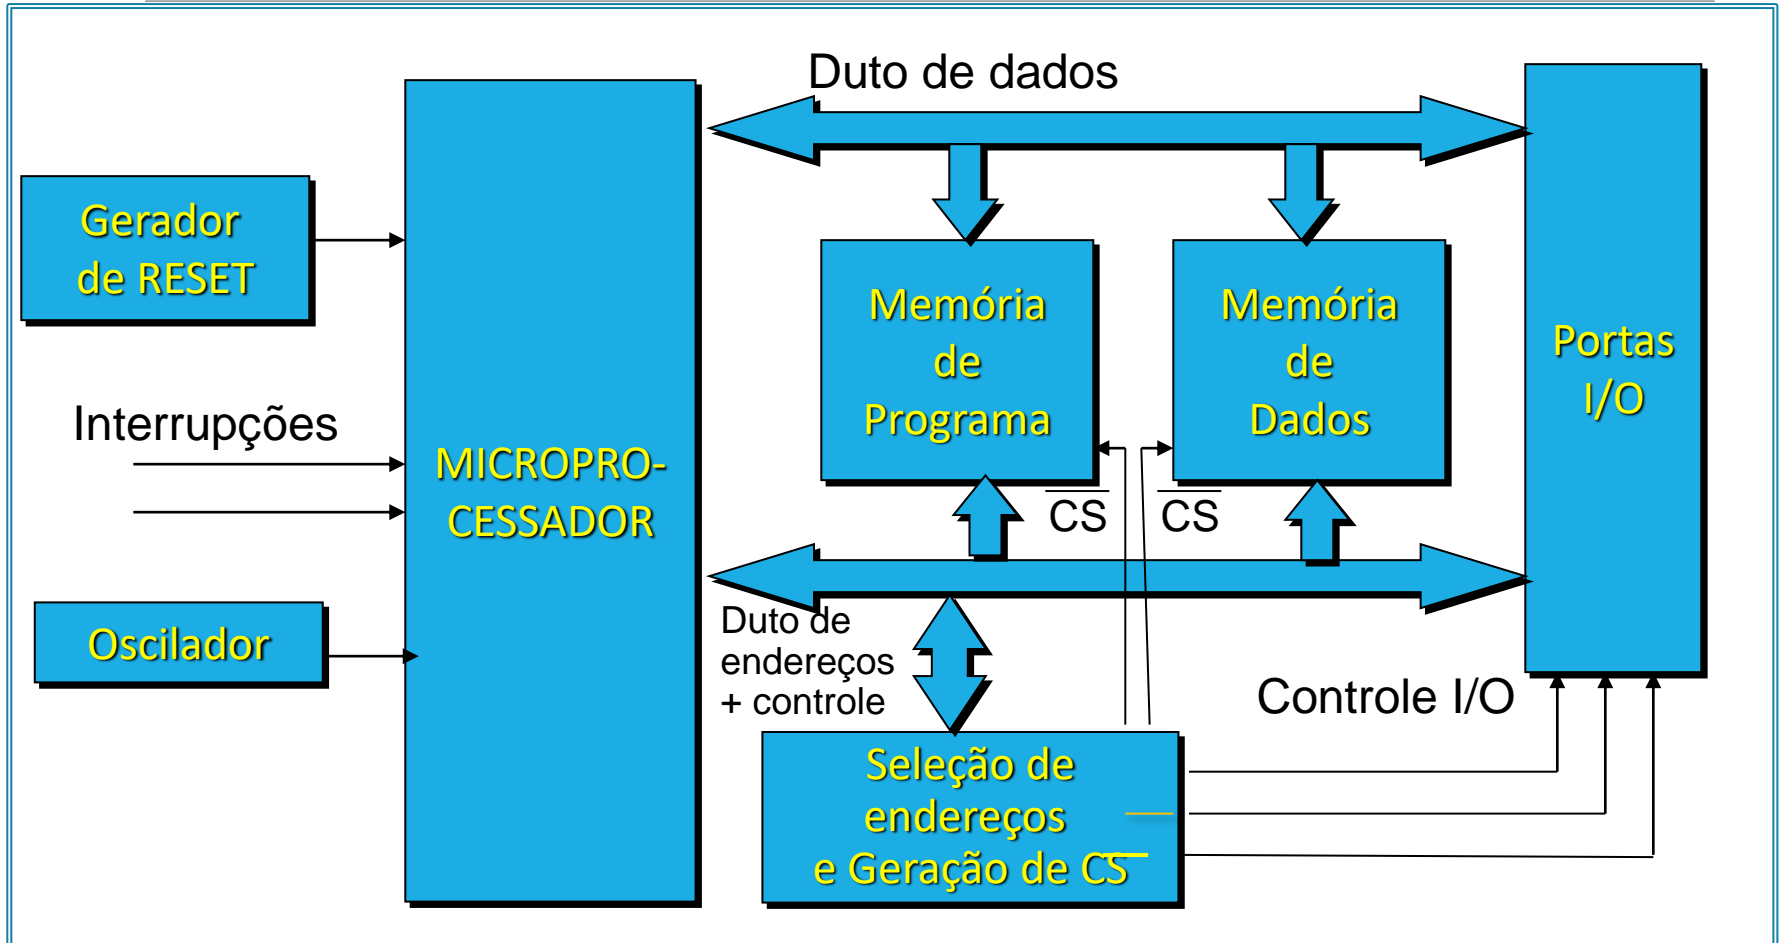 Duto de dados
Gerador
de RESET
Interrupções
MICROPRO-
CESSADOR
Oscilador
Memória
de
Programa
Memória
de
Dados
Portas
I/O
CS
CS
Duto de
endereços
+ controle
Controle I/O
Seleção de
endereços
e Geração de CS